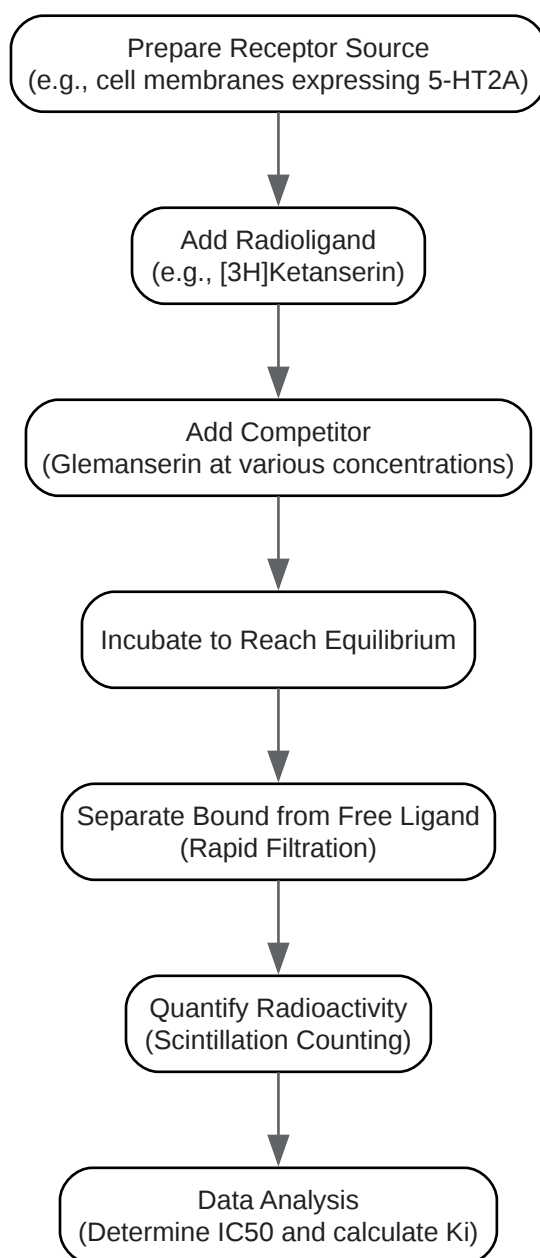 Prepare Receptor Source
(e.g., cell membranes expressing 5-HT2A)
Add Radioligand
(e.g., [3H]Ketanserin)
Add Competitor
(Glemanserin at various concentrations)
Incubate to Reach Equilibrium
Separate Bound from Free Ligand
(Rapid Filtration)
Quantify Radioactivity
(Scintillation Counting)
Data Analysis
(Determine IC50 and calculate Ki)